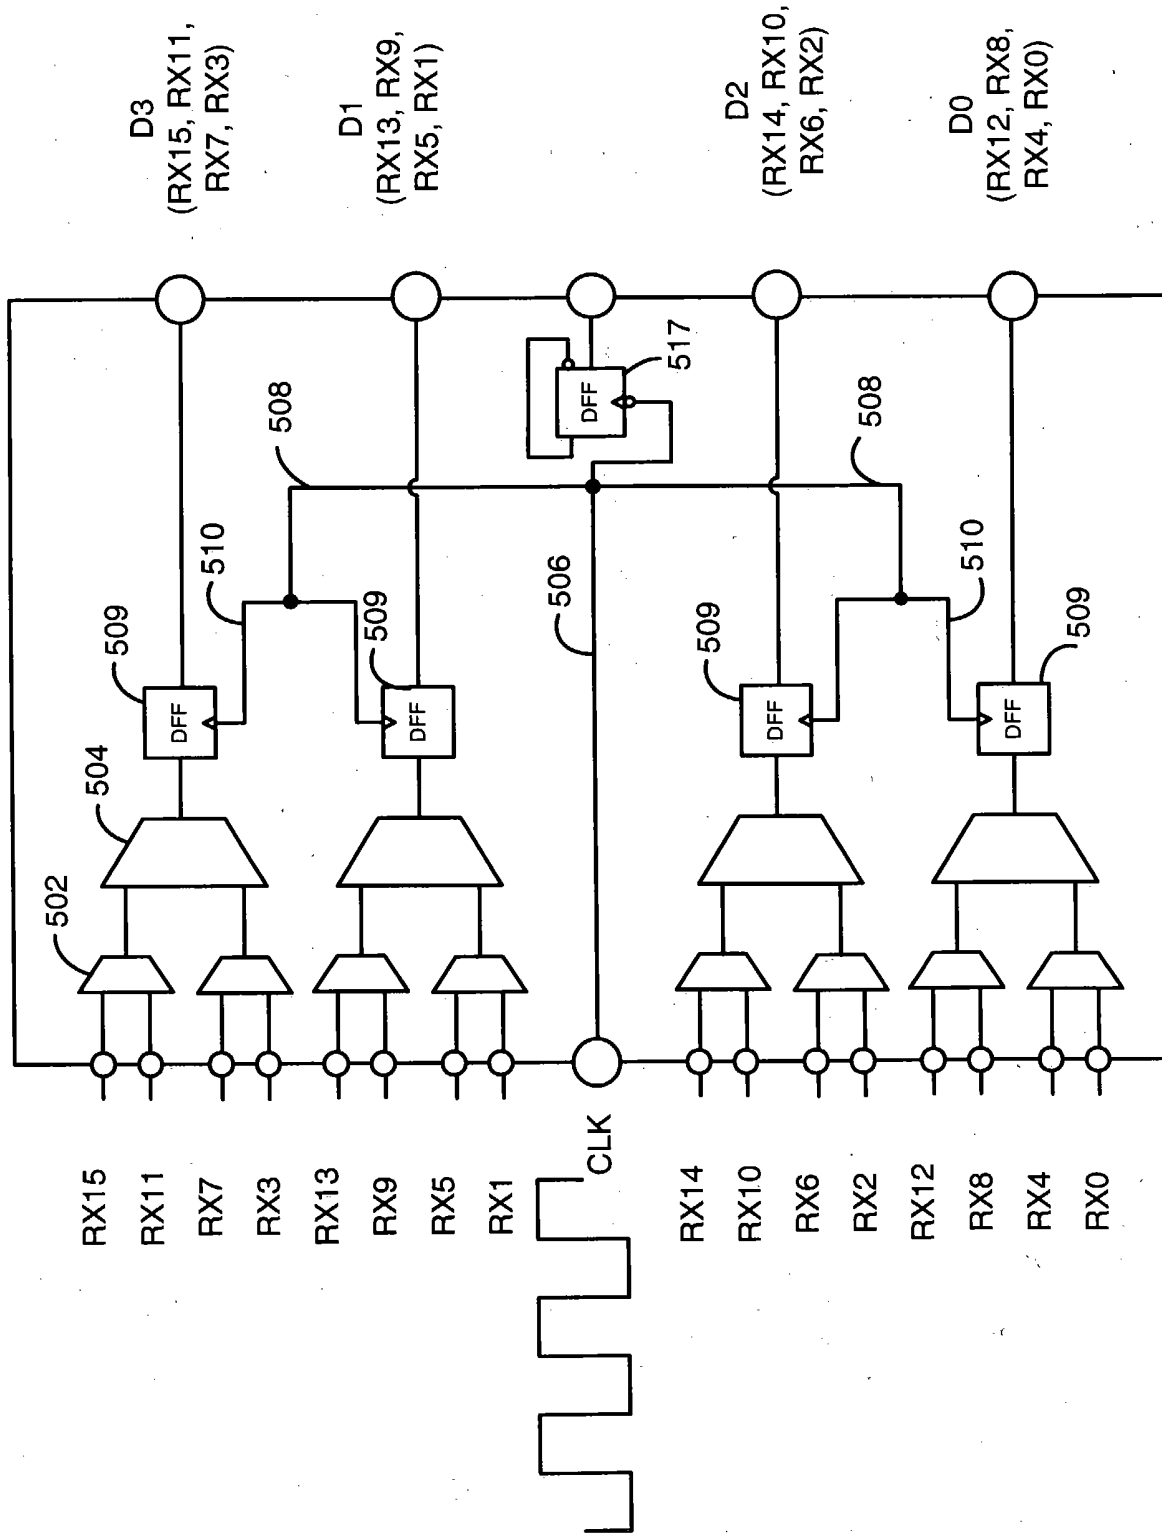 D3
(RX15, RX11,
RX7, RX3)
D1
(RX13, RX9,
RX5, RX1)
D2
(RX14, RX10,
RX6, RX2)
D0
(RX12, RX8,
RX4, RX0)
517
DFF
508
508
510
510
506
509
509
509
509
DFF
DFF
DFF
DFF
504
502
CLK
RX15
RX11
RX7
RX3
RX13
RX9
RX5
RX1
RX14
RX10
RX6
RX2
RX12
RX8
RX4
RX0